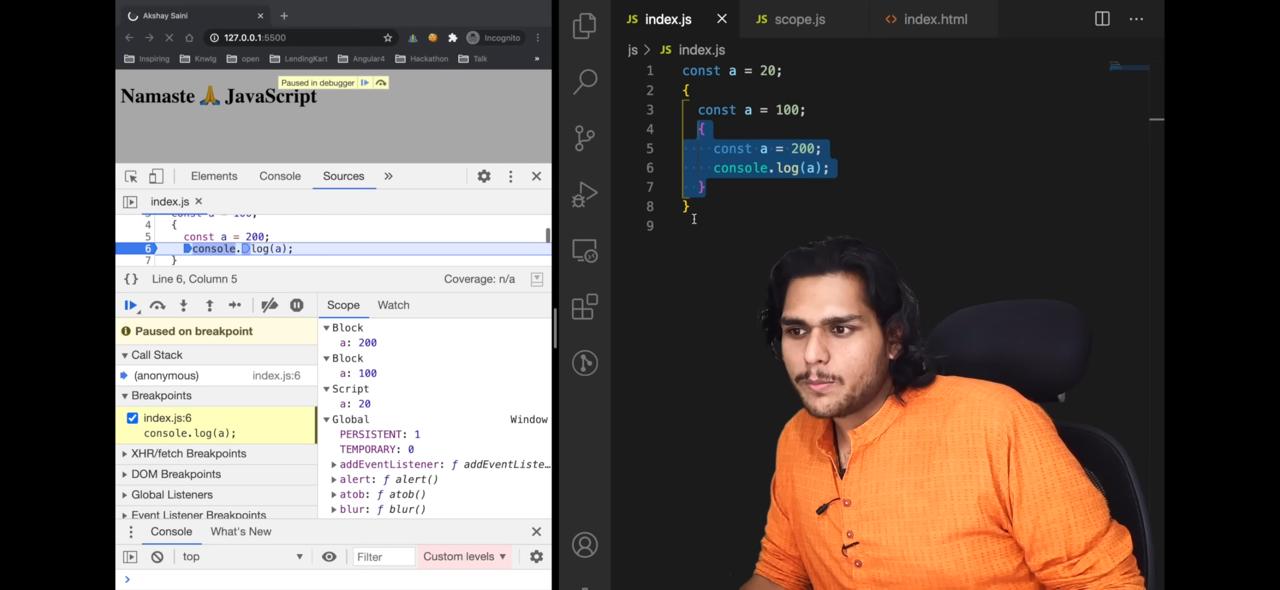 Akshay Saini
127.0.0.1:5500
Incognito
Inspiring Knwlg open LendingKart Angular4 Hackathon Talk »
Paused in debugger
Namaste 🙏 JavaScript
Elements Console Sources »
index.js ×
3 const a = 100;
4 {
5 const a = 200;
6 console.log(a);
7 }
{} Line 6, Column 5 Coverage: n/a
Scope Watch
Paused on breakpoint
Call Stack
(anonymous) index.js:6
Breakpoints
index.js:6
console.log(a);
XHR/fetch Breakpoints
DOM Breakpoints
Global Listeners
Event Listener Breakpoints
Block
a: 200
Block
a: 100
Script
a: 20
Global Window
PERSISTENT: 1
TEMPORARY: 0
addEventListener: ƒ addEventListe…
alert: ƒ alert()
atob: ƒ atob()
blur: ƒ blur()
Console What's New
top Filter Custom levels
>
JS index.js × JS scope.js <> index.html
js > JS index.js
1 const a = 20;
2 {
3 const a = 100;
4 {
5 const a = 200;
6 console.log(a);
7 }
8 }
9